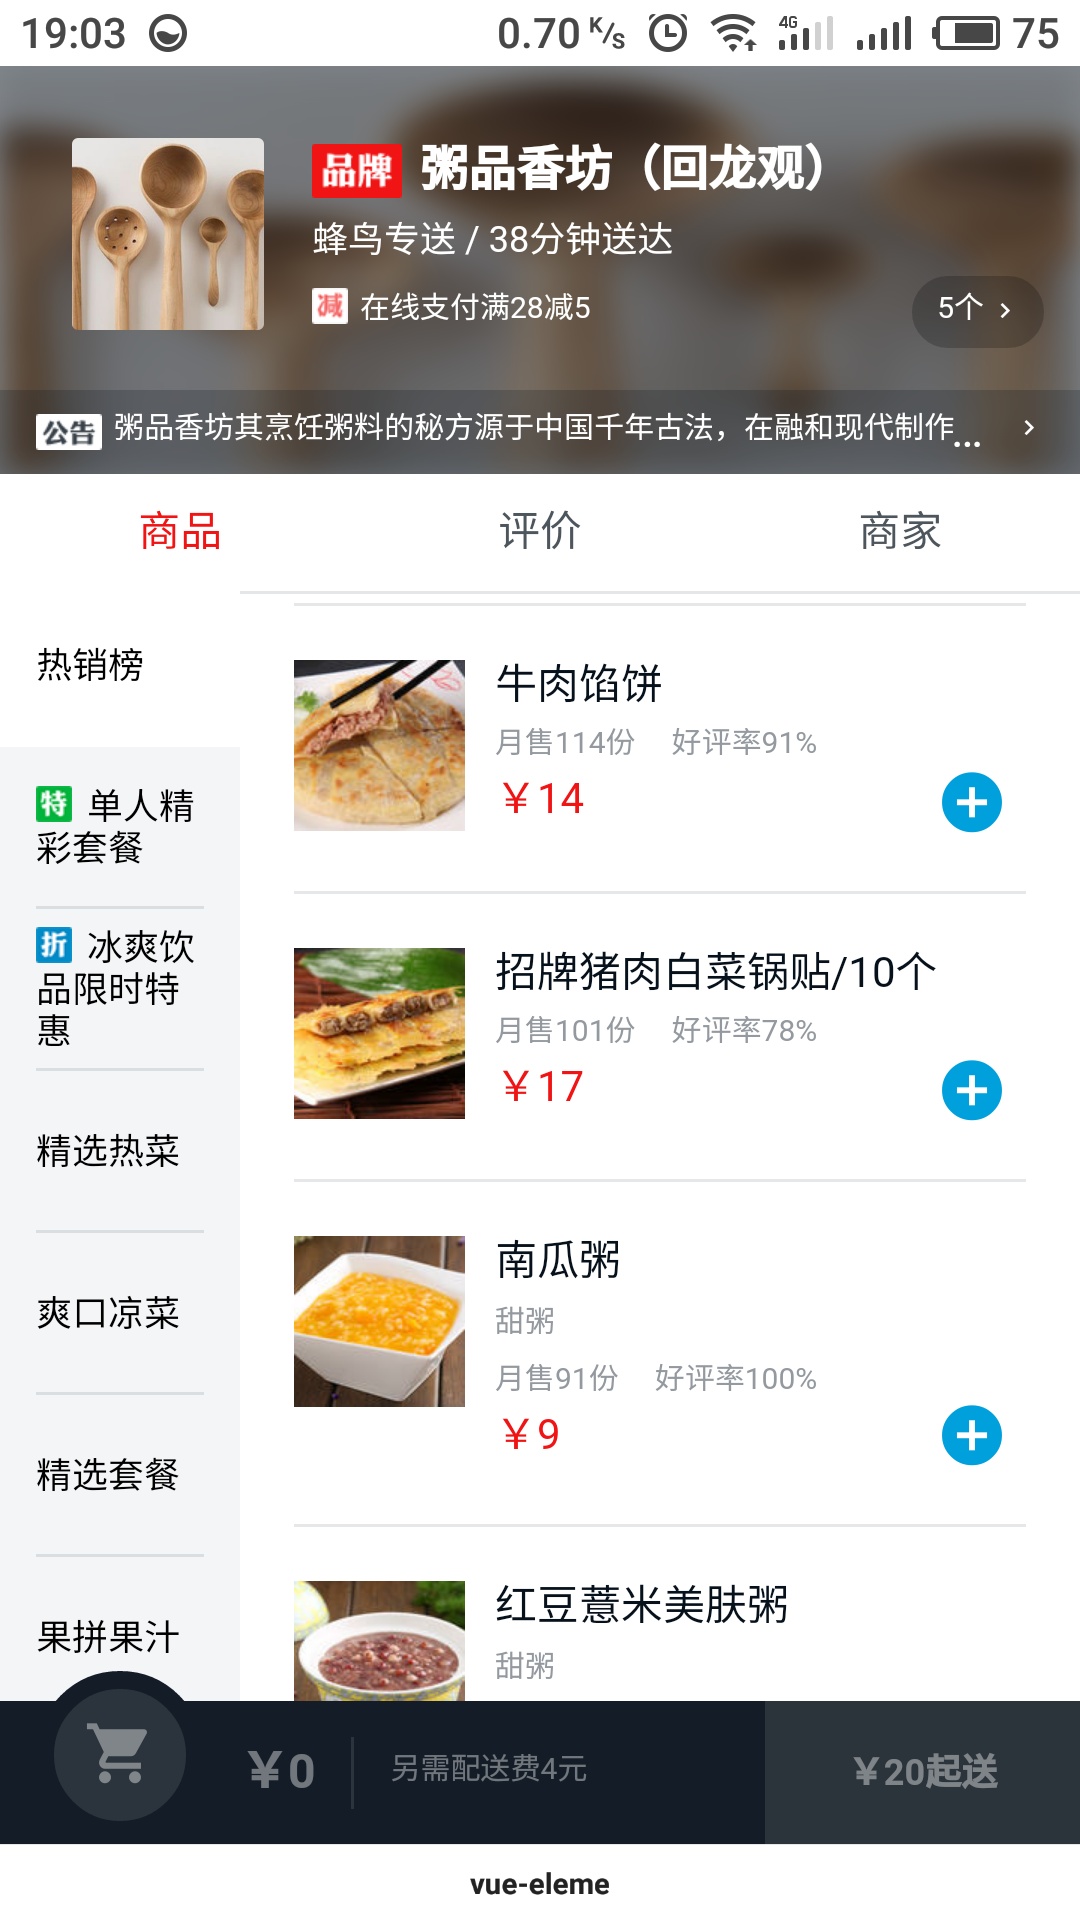 19:03
0.70 K/s
4G
75
品牌 粥品香坊（回龙观）
蜂鸟专送 / 38分钟送达
减 在线支付满28减5
5个
公告 粥品香坊其烹饪粥料的秘方源于中国千年古法，在融和现代制作...
商品
评价
商家
热销榜
特 单人精
彩套餐
折 冰爽饮
品限时特
惠
精选热菜
爽口凉菜
精选套餐
果拼果汁
牛肉馅饼
月售114份 好评率91%
￥14
招牌猪肉白菜锅贴/10个
月售101份 好评率78%
￥17
南瓜粥
甜粥
月售91份 好评率100%
￥9
红豆薏米美肤粥
甜粥
￥0
另需配送费4元
￥20起送
vue-eleme